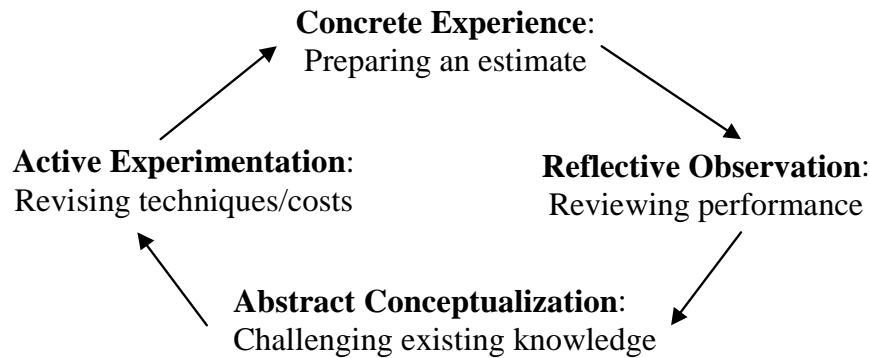 Concrete Experience:
Preparing an estimate
Active Experimentation:
Revising techniques/costs
Reflective Observation:
Reviewing performance
Abstract Conceptualization:
Challenging existing knowledge